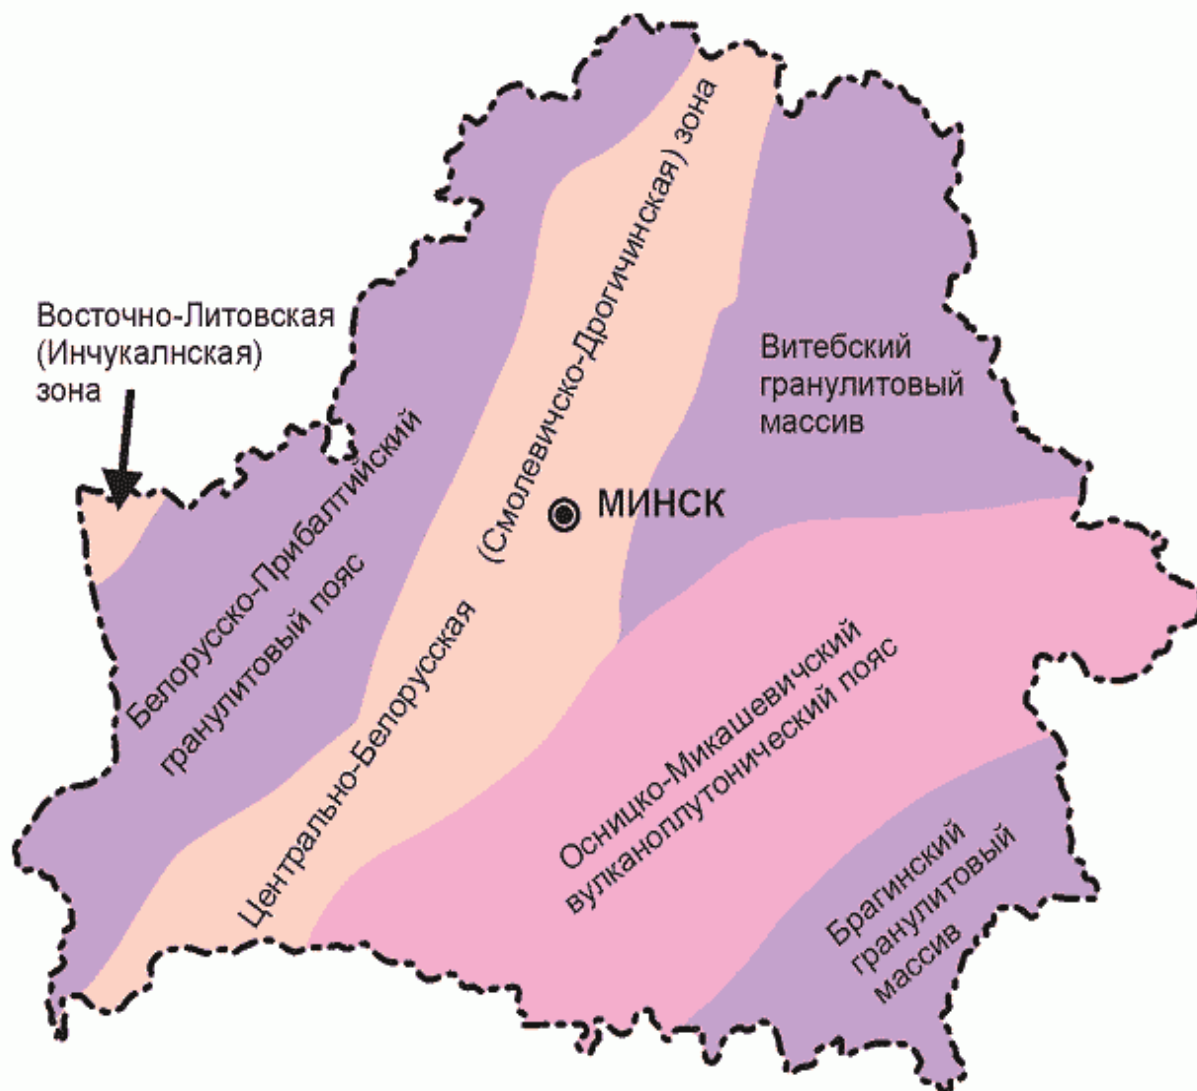 Восточно-Литовская
(Инчукалнская)
зона
Белорусско-Прибалтийский
гранулитовый пояс
Центрально-Белорусская (Смолевичско-Дрогичинская) зона
Витебский
гранулитовый
массив
МИНСК
Осницко-Микашевичский
вулканоплутонический пояс
Брагинский
гранулитовый
массив